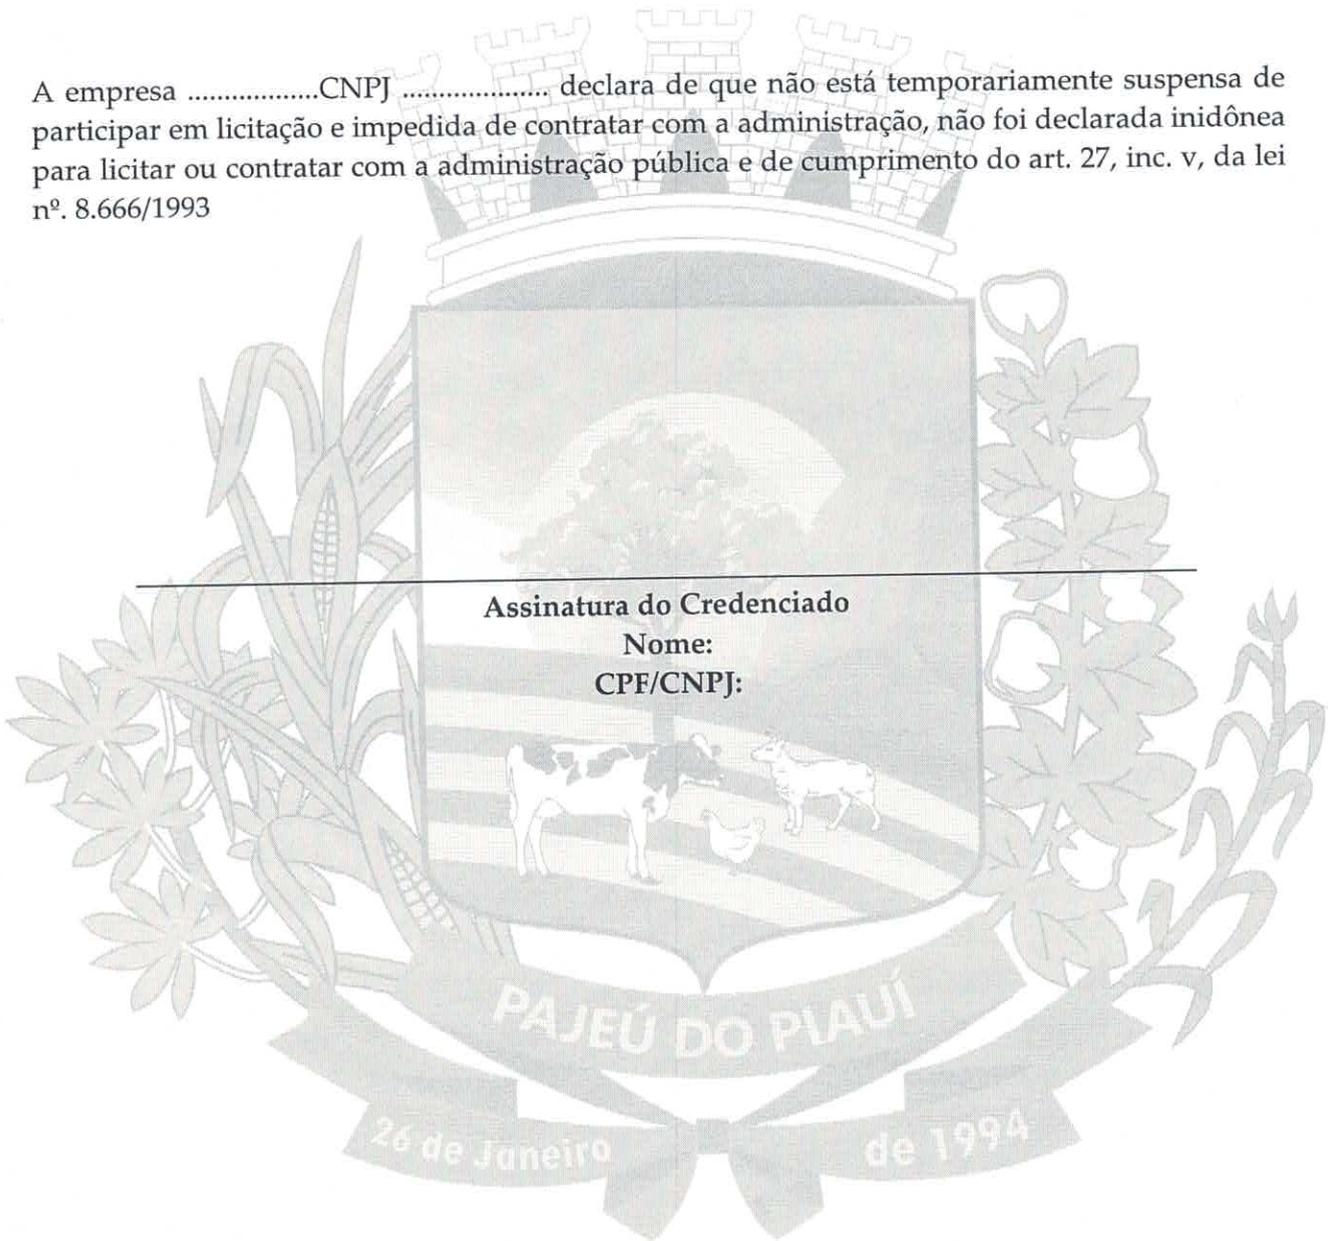 A empresa ..................CNPJ .................... declara de que não está temporariamente suspensa de
participar em licitação e impedida de contratar com a administração, não foi declarada inidônea
para licitar ou contratar com a administração pública e de cumprimento do art. 27, inc. v, da lei
nº. 8.666/1993
Assinatura do Credenciado
Nome:
CPF/CNPJ:
PAJEÚ DO PIAUÍ
26 de Janeiro de 1994